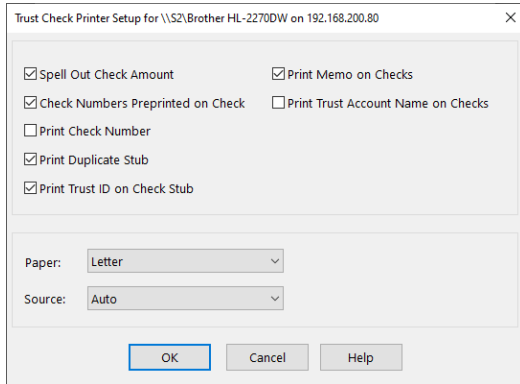 Trust Check Printer Setup for \\S2\Brother HL-2270DW on 192.168.200.80
Spell Out Check Amount
Print Memo on Checks
Check Numbers Preprinted on Check
Print Trust Account Name on Checks
Print Check Number
Print Duplicate Stub
Print Trust ID on Check Stub
Paper: Letter
Source: Auto
OK Cancel Help